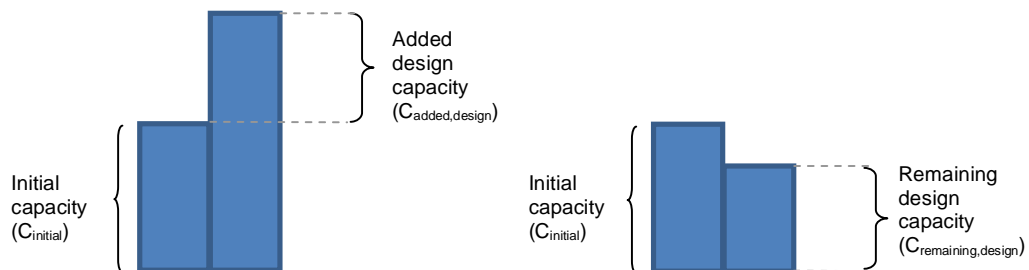 Added
design
capacity
(Cadded,design)
Initial
capacity
(Cinitial)
Initial
capacity
(Cinitial)
Remaining
design
capacity
(Cremaining,design)